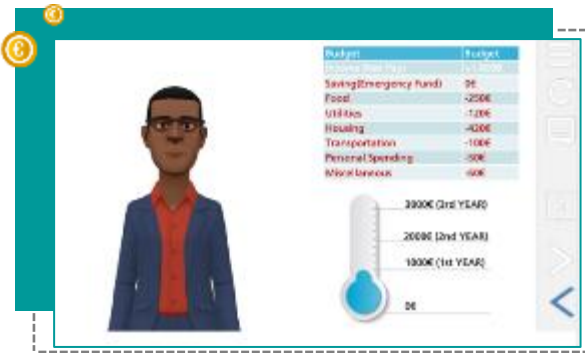 Budget Budget
Saving(Emergency Fund) 0€
Food -250€
Utilities -120€
Housing -420€
Transportation -100€
Personal Spending -50€
Miscellaneous -60€
3000€ (3rd YEAR)
2000€ (2nd YEAR)
1000€ (1st YEAR)
0€